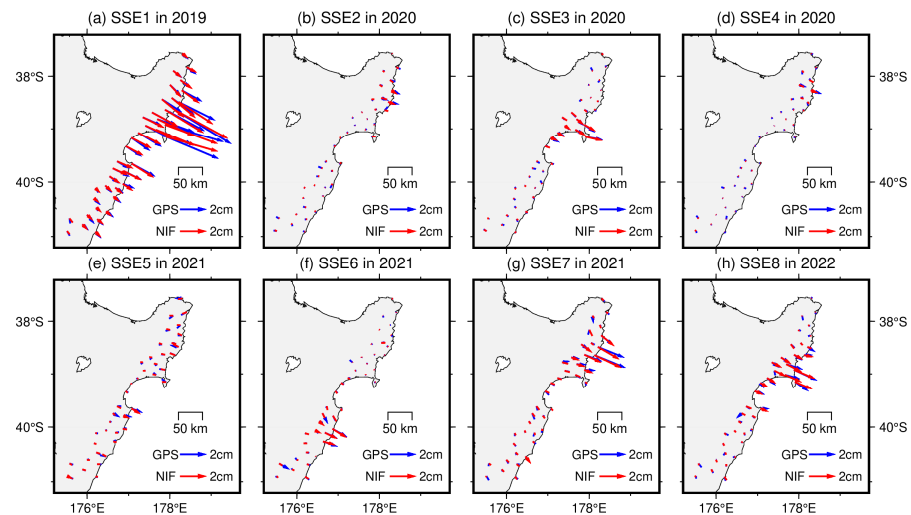 (a) SSE1 in 2019
(b) SSE2 in 2020
(c) SSE3 in 2020
(d) SSE4 in 2020
38°S
40°S
50 km
GPS 2cm
NIF 2cm
50 km
GPS 2cm
NIF 2cm
50 km
GPS 2cm
NIF 2cm
50 km
GPS 2cm
NIF 2cm
38°S
40°S
(e) SSE5 in 2021
(f) SSE6 in 2021
(g) SSE7 in 2021
(h) SSE8 in 2022
38°S
40°S
50 km
GPS 2cm
NIF 2cm
50 km
GPS 2cm
NIF 2cm
50 km
GPS 2cm
NIF 2cm
50 km
GPS 2cm
NIF 2cm
38°S
40°S
176°E 178°E
176°E 178°E
176°E 178°E
176°E 178°E